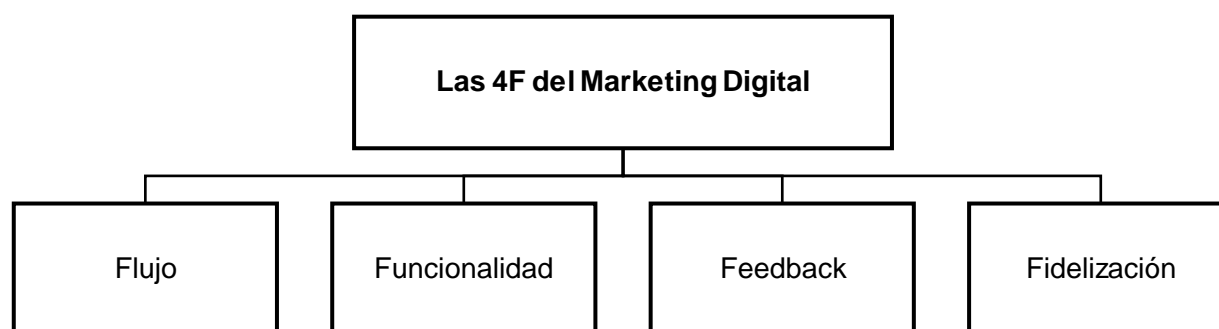 Las 4F del Marketing Digital
Flujo
Funcionalidad
Feedback
Fidelización